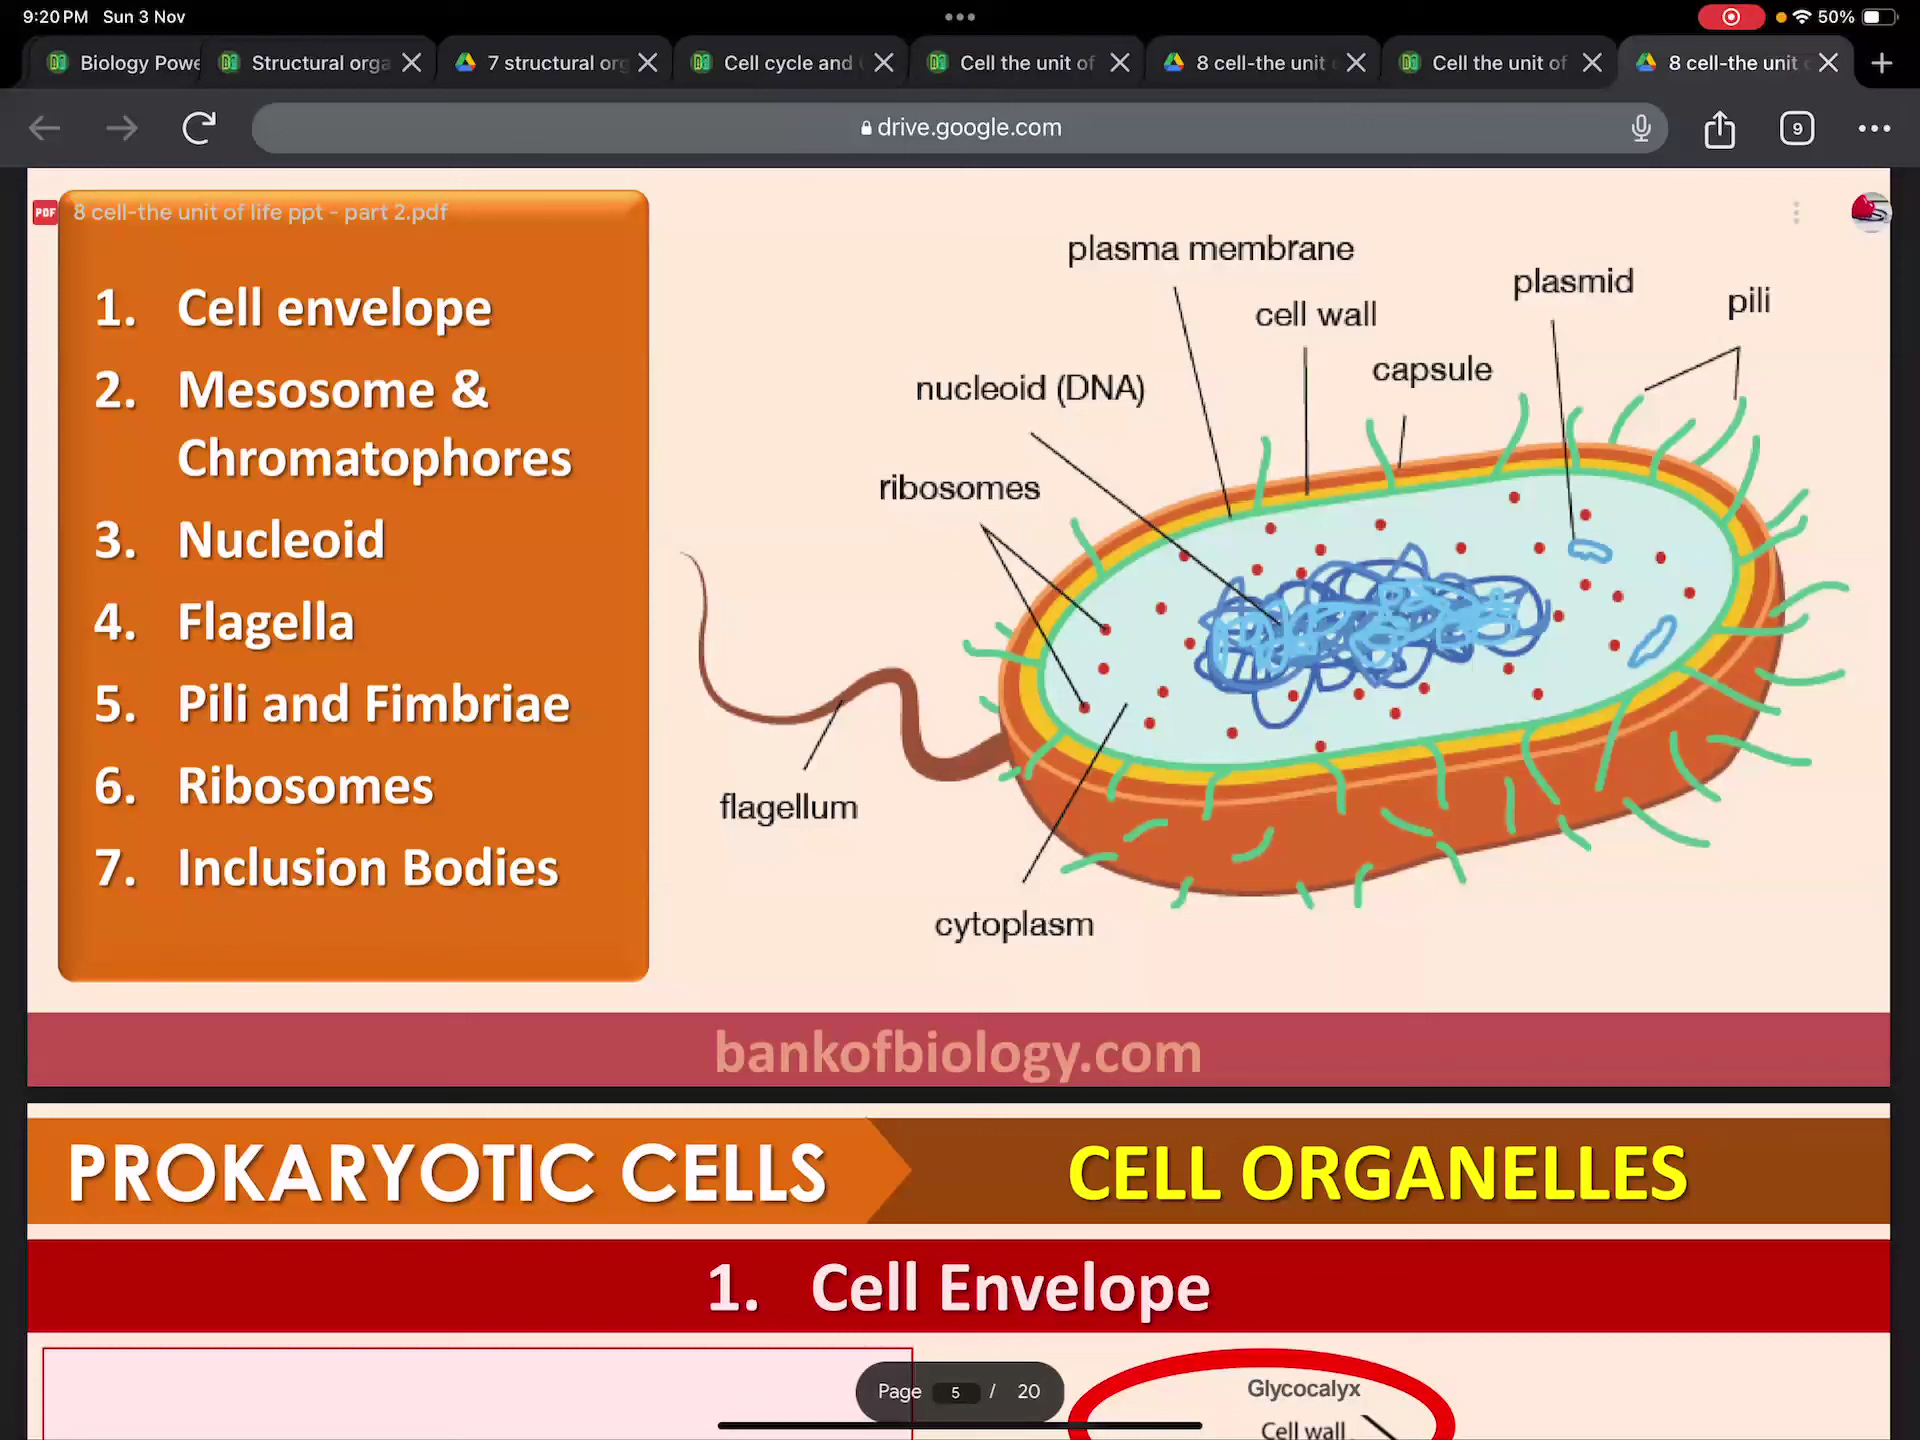 9:20 PM Sun 3 Nov
50%
Biology Powe
Structural orga
7 structural org
Cell cycle and
Cell the unit of
8 cell-the unit
Cell the unit of
8 cell-the unit
drive.google.com
9
PDF
8 cell-the unit of life ppt - part 2.pdf
1. Cell envelope
2. Mesosome &
Chromatophores
3. Nucleoid
4. Flagella
5. Pili and Fimbriae
6. Ribosomes
7. Inclusion Bodies
plasma membrane
cell wall
plasmid
pili
capsule
nucleoid (DNA)
ribosomes
flagellum
cytoplasm
bankofbiology.com
PROKARYOTIC CELLS
CELL ORGANELLES
1. Cell Envelope
Page 5 / 20
Glycocalyx
Cell wall